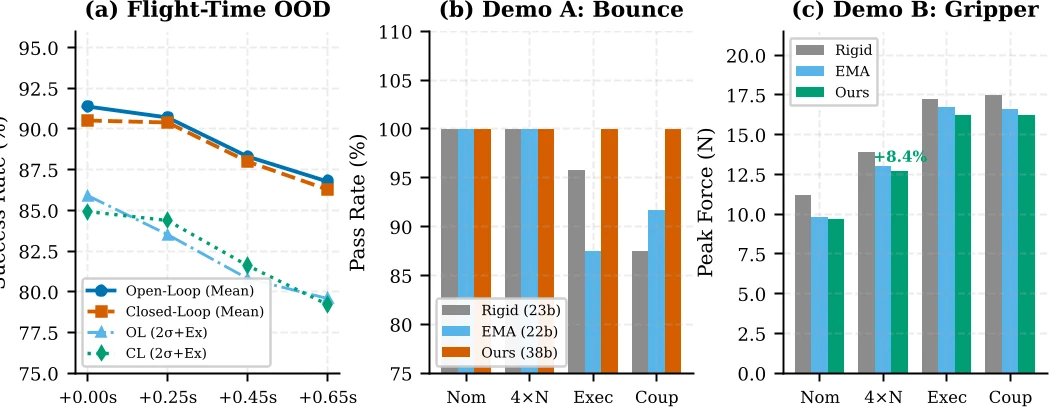 (a) Flight-Time OOD
95.0
92.5
90.0
87.5
85.0
82.5
80.0
77.5
75.0
Open-Loop (Mean)
Closed-Loop (Mean)
OL (2σ+Ex)
CL (2σ+Ex)
+0.00s +0.25s +0.45s +0.65s
(b) Demo A: Bounce
Pass Rate (%)
110
105
100
95
90
85
80
75
Rigid (23b)
EMA (22b)
Ours (38b)
Nom 4×N Exec Coup
(c) Demo B: Gripper
Peak Force (N)
20.0
17.5
15.0
12.5
10.0
7.5
5.0
2.5
0.0
Rigid
EMA
Ours
+8.4%
Nom 4×N Exec Coup